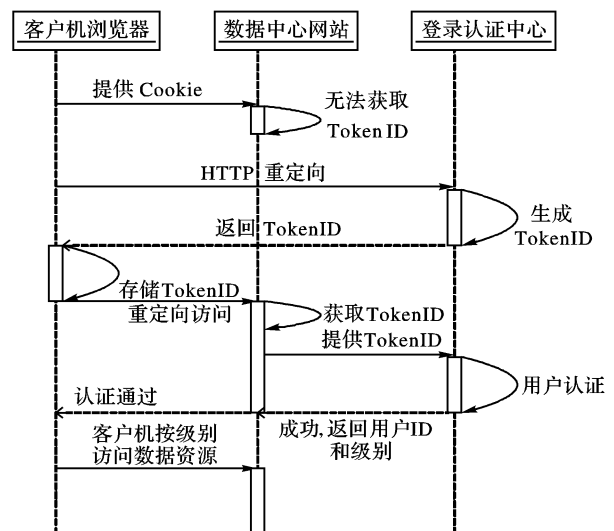 客户机浏览器
数据中心网站
登录认证中心
提供 Cookie
无法获取
Token ID
HTTP 重定向
生成
TokenID
返回 TokenID
存储TokenID
重定向访问
获取TokenID
提供TokenID
用户认证
认证通过
成功,返回用户ID
和级别
客户机按级别
访问数据资源